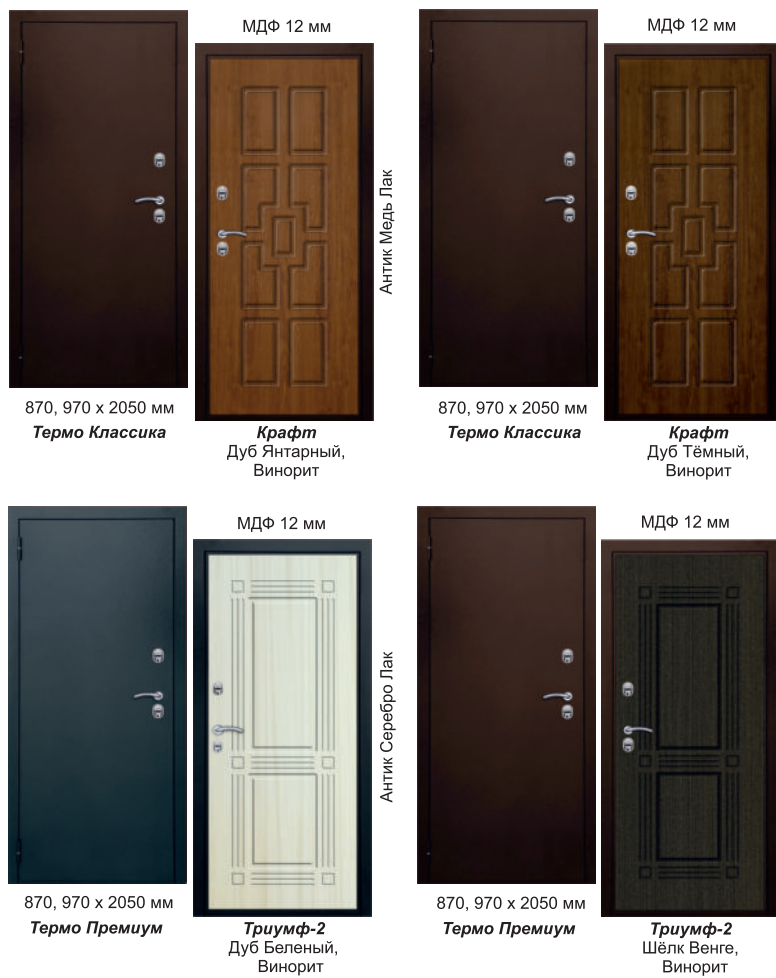 МДФ 12 мм
Антик Медь Лак
870, 970 x 2050 мм
Термо Классика
Крафт
Дуб Янтарный,
Винорит
МДФ 12 мм
870, 970 x 2050 мм
Термо Классика
Крафт
Дуб Тёмный,
Винорит
МДФ 12 мм
Антик Серебро Лак
870, 970 x 2050 мм
Термо Премиум
Триумф-2
Дуб Беленый,
Винорит
МДФ 12 мм
870, 970 x 2050 мм
Термо Премиум
Триумф-2
Шёлк Венге,
Винорит